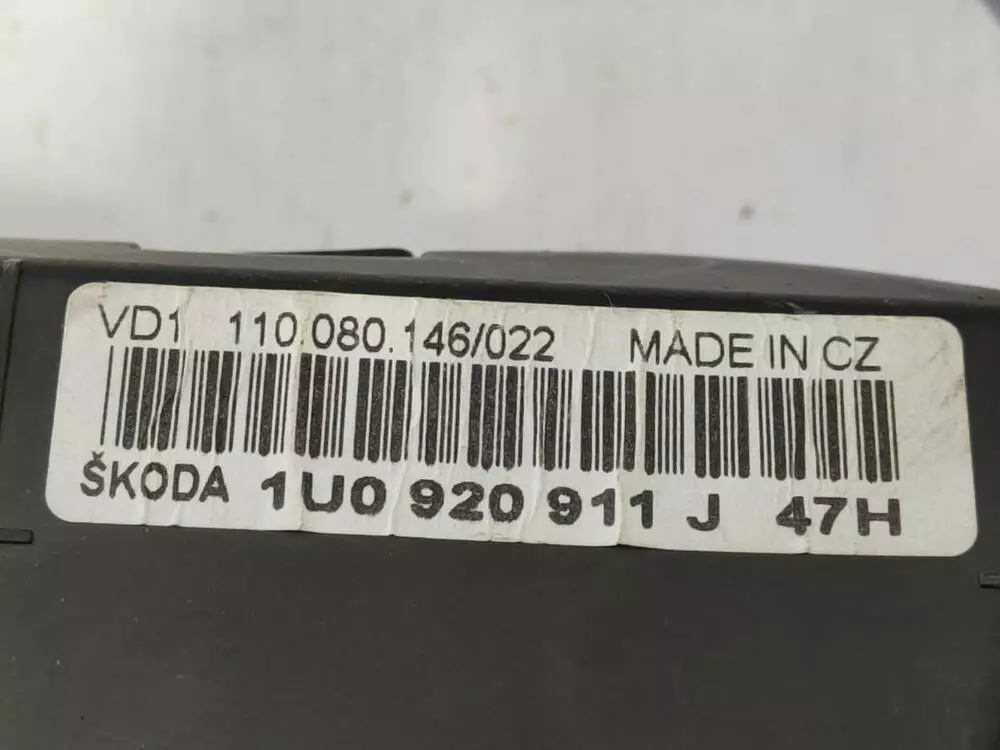 VD1 110.080.146/022 MADE IN CZ
ŠKODA 1U0 920 911 J 47H